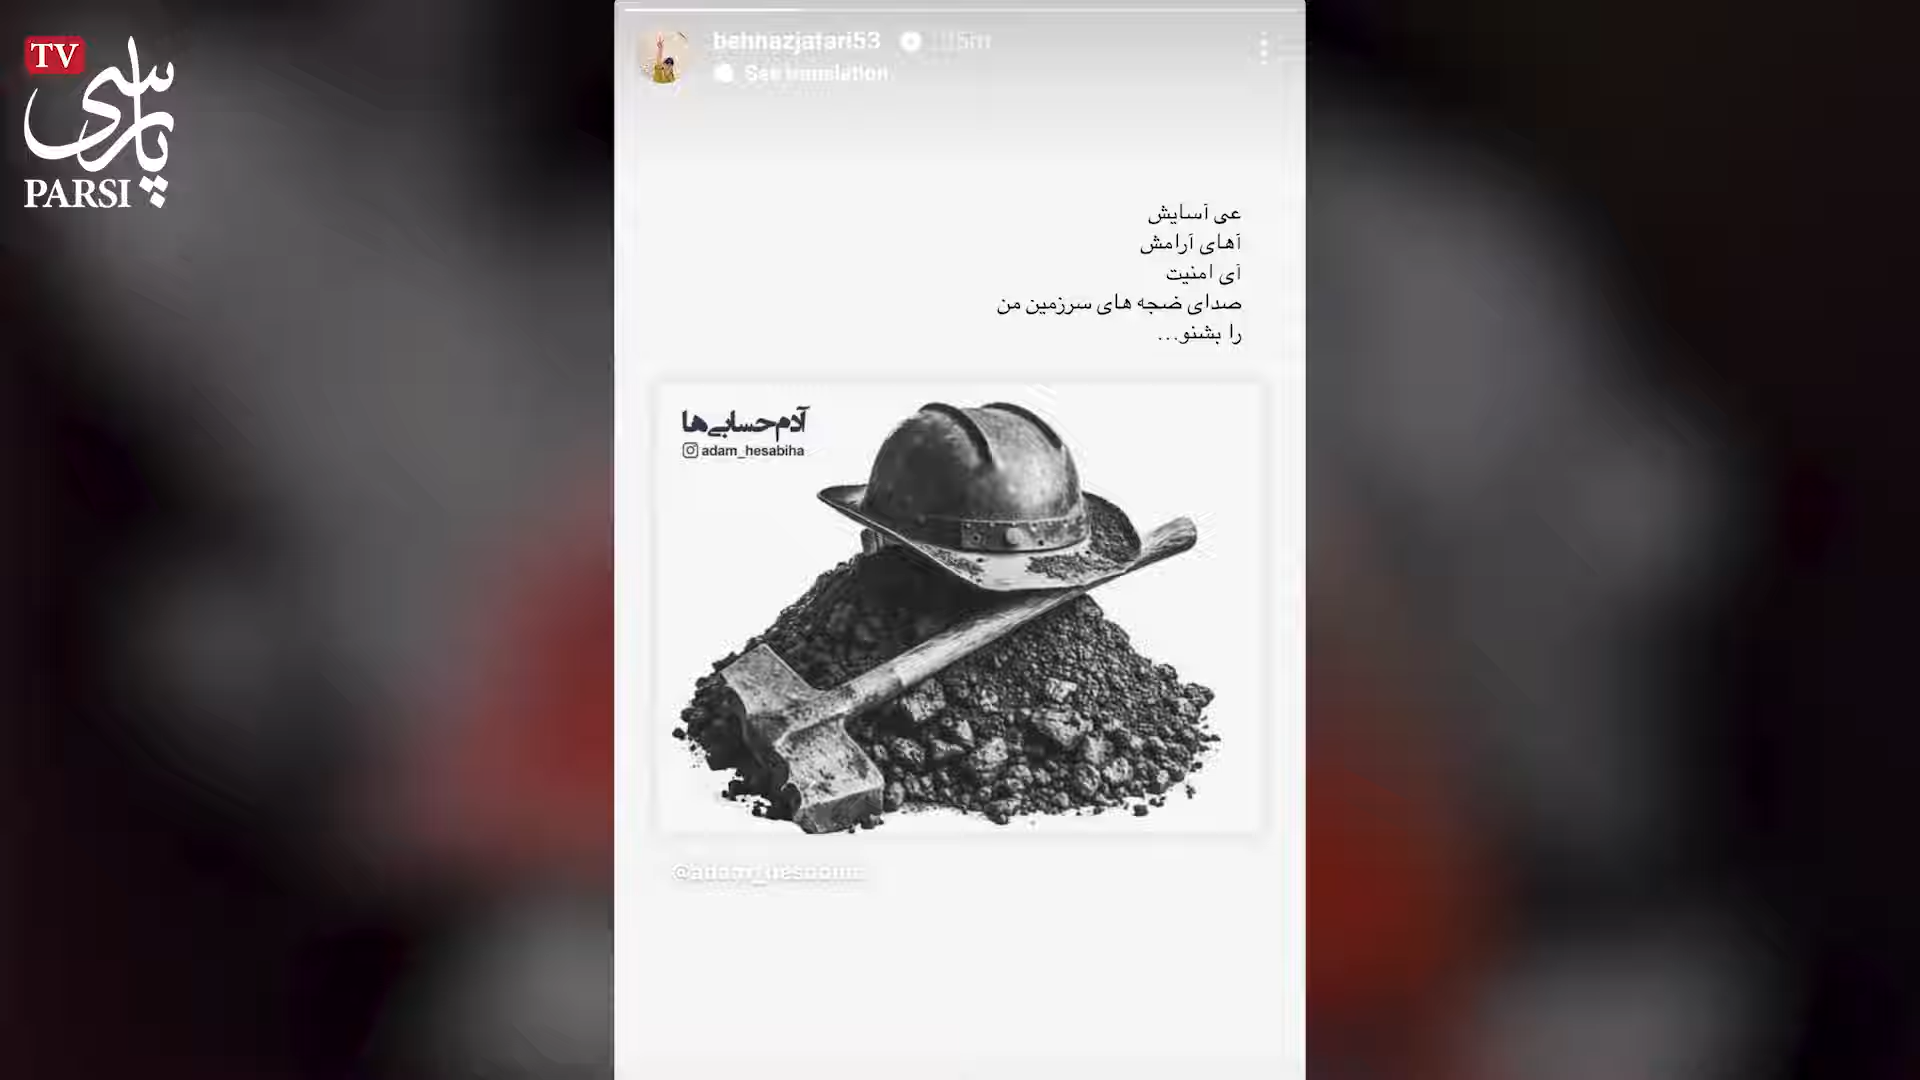 TV
پارسی
PARSI
behnazjafari53
See translation
عی آسایش
آهای آرامش
آی امنیت
صدای ضجه های سرزمین من
را بشنو...
آدم‌حسابی‌ها
adam_hesabiha